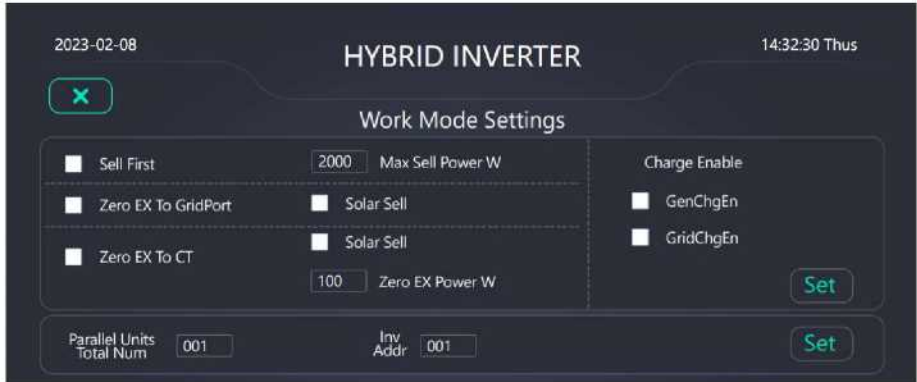 2023-02-08
HYBRID INVERTER
14:32:30 Thus
Work Mode Settings
Sell First
2000 Max Sell Power W
Charge Enable
Zero EX To GridPort
Solar Sell
GenChgEn
Zero EX To CT
Solar Sell
GridChgEn
100 Zero EX Power W
Set
Parallel Units
Total Num
001
Inv
Addr
001
Set